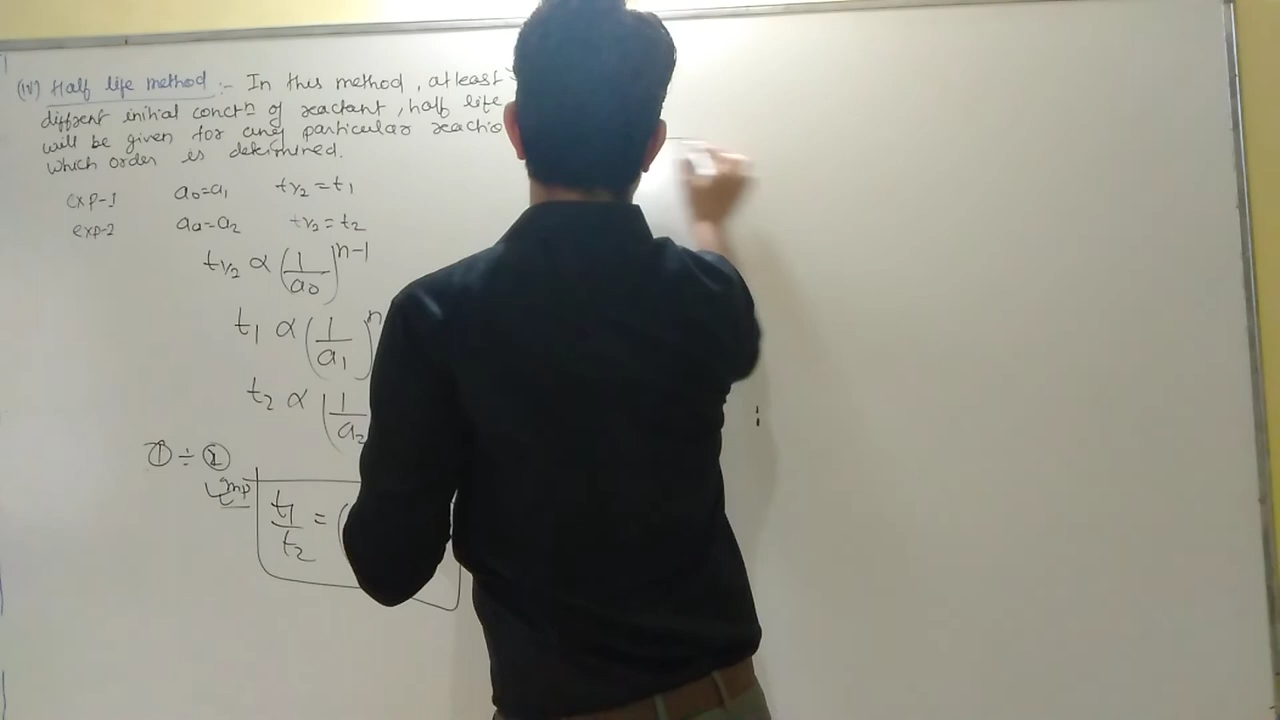 (iv) Half life method :- In this method, atleast
diffrent initial conctn of reactant, half life
will be given for any particular reactio
which order is determined.
exp-1 a0=a1 t1/2 = t1
exp-2 a0=a2 t1/2 = t2
t1/2 ∝ (1/a0)^n-1
t1 ∝ (1/a1)^n
t2 ∝ (1/a2
① ÷ ②
Imp t1/t2 = (